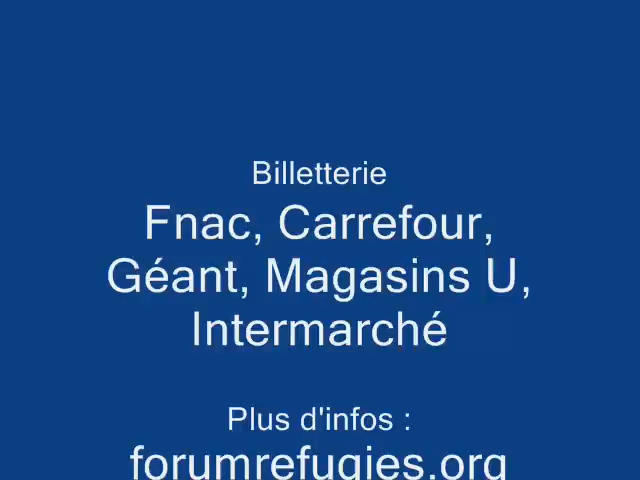 Billetterie
Fnac, Carrefour,
Géant, Magasins U,
Intermarché
Plus d'infos :
forumrefugies.org